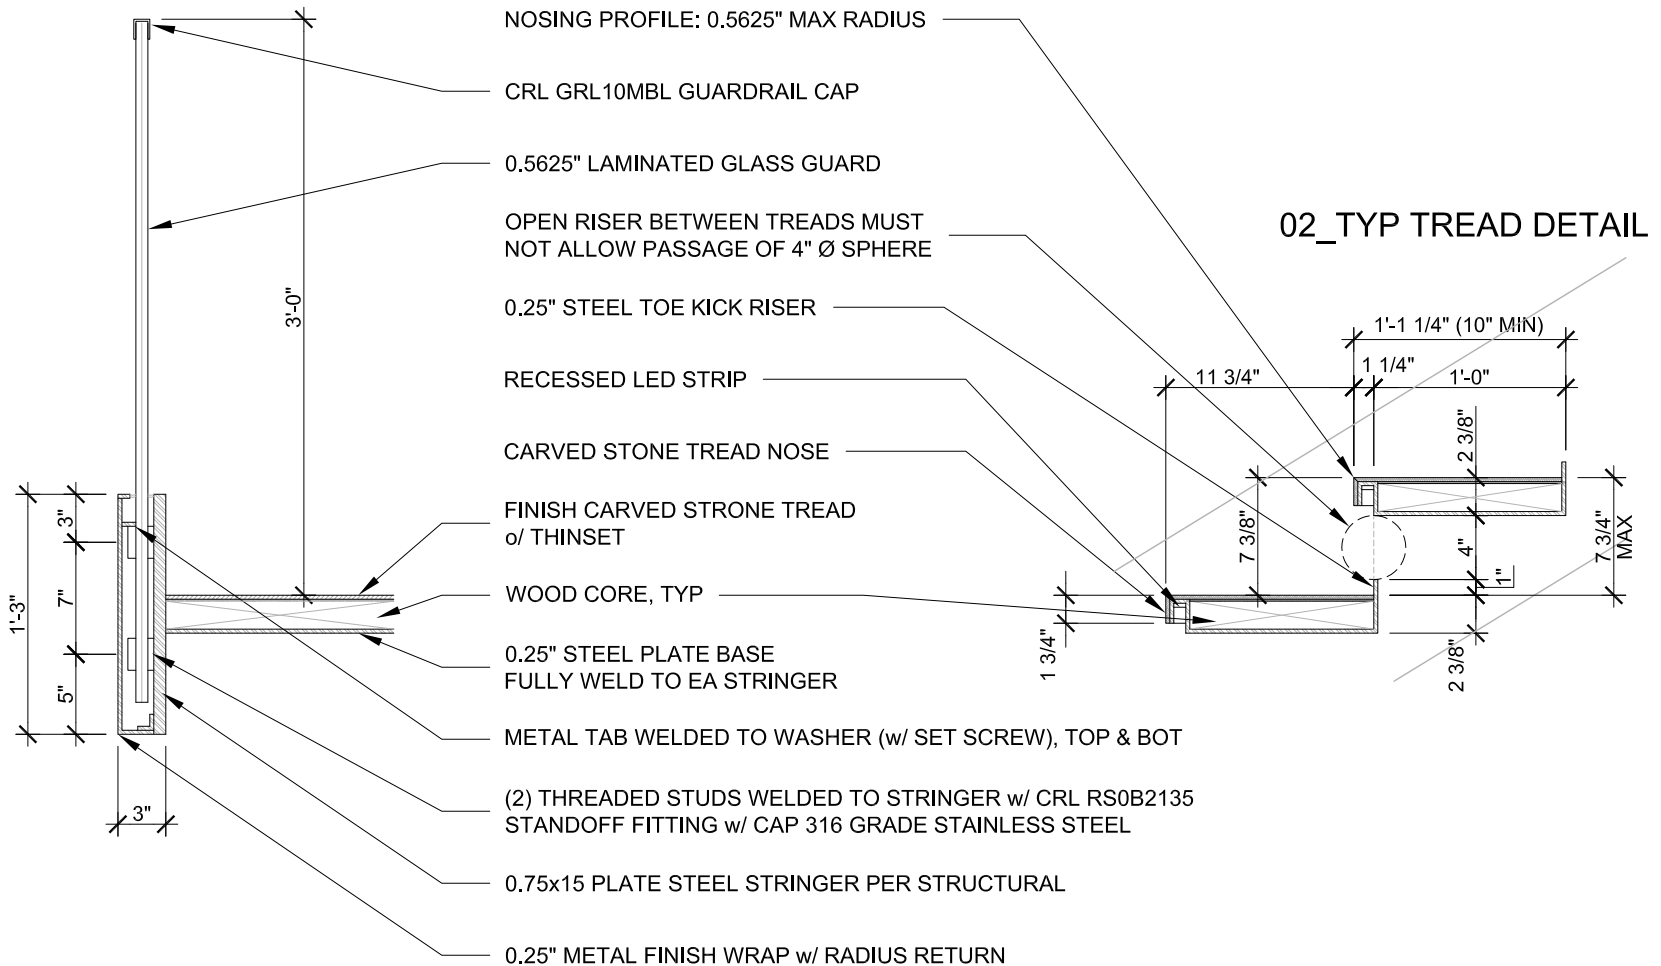 NOSING PROFILE: 0.5625" MAX RADIUS
CRL GRL10MBL GUARDRAIL CAP
0.5625" LAMINATED GLASS GUARD
OPEN RISER BETWEEN TREADS MUST
NOT ALLOW PASSAGE OF 4" Ø SPHERE
0.25" STEEL TOE KICK RISER
RECESSED LED STRIP
CARVED STONE TREAD NOSE
FINISH CARVED STRONE TREAD
o/ THINSET
WOOD CORE, TYP
0.25" STEEL PLATE BASE
FULLY WELD TO EA STRINGER
METAL TAB WELDED TO WASHER (w/ SET SCREW), TOP & BOT
(2) THREADED STUDS WELDED TO STRINGER w/ CRL RS0B2135
STANDOFF FITTING w/ CAP 316 GRADE STAINLESS STEEL
0.75x15 PLATE STEEL STRINGER PER STRUCTURAL
0.25" METAL FINISH WRAP w/ RADIUS RETURN
3'-0"
1'-3"
3"
7"
5"
3"
02_TYP TREAD DETAIL
1'-1 1/4" (10" MIN)
11 3/4"
1 1/4"
1'-0"
2 3/8"
7 3/8"
4"
1"
7 3/4"
MAX
1 3/4"
2 3/8"